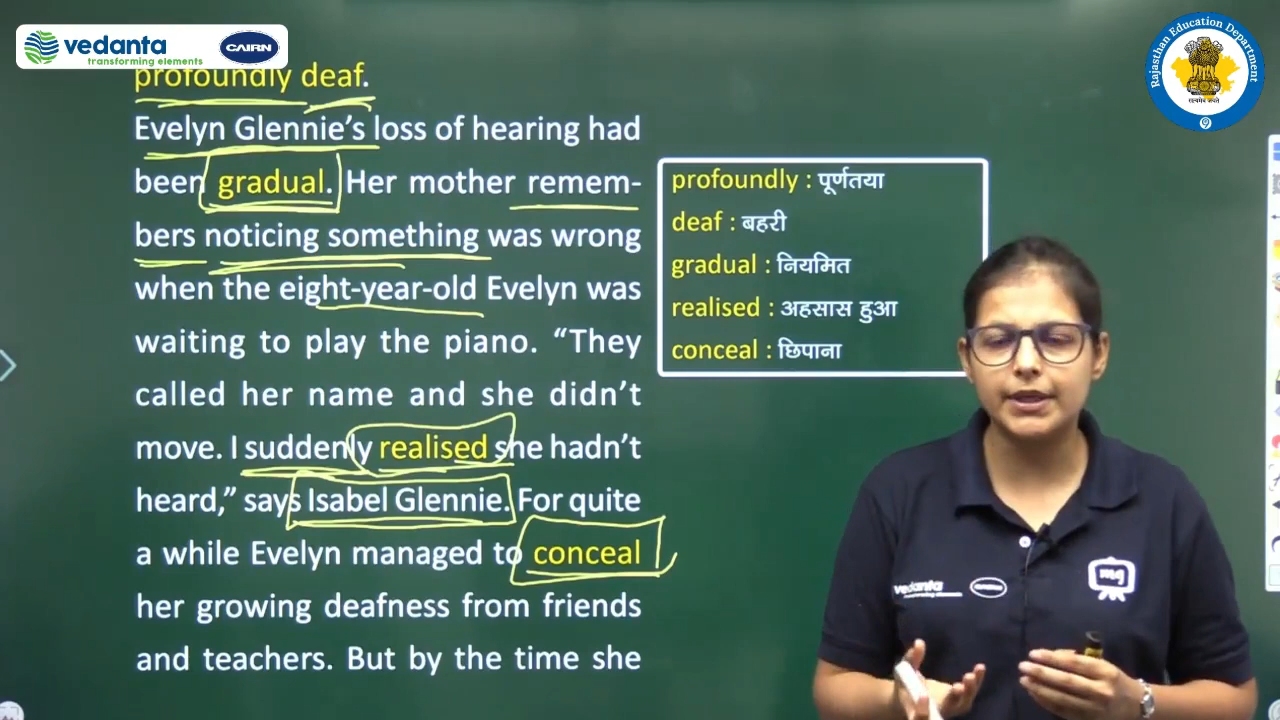 vedanta
transforming elements
CAIRN
Rajasthan Education Department
सत्यमेव जयते
profoundly deaf.
Evelyn Glennie’s loss of hearing had
been gradual. Her mother remem-
bers noticing something was wrong
when the eight-year-old Evelyn was
waiting to play the piano. “They
called her name and she didn’t
move. I suddenly realised she hadn’t
heard,” says Isabel Glennie. For quite
a while Evelyn managed to conceal
her growing deafness from friends
and teachers. But by the time she
profoundly : पूर्णतया
deaf : बहरी
gradual : नियमित
realised : अहसास हुआ
conceal : छिपाना
vedanta
mg